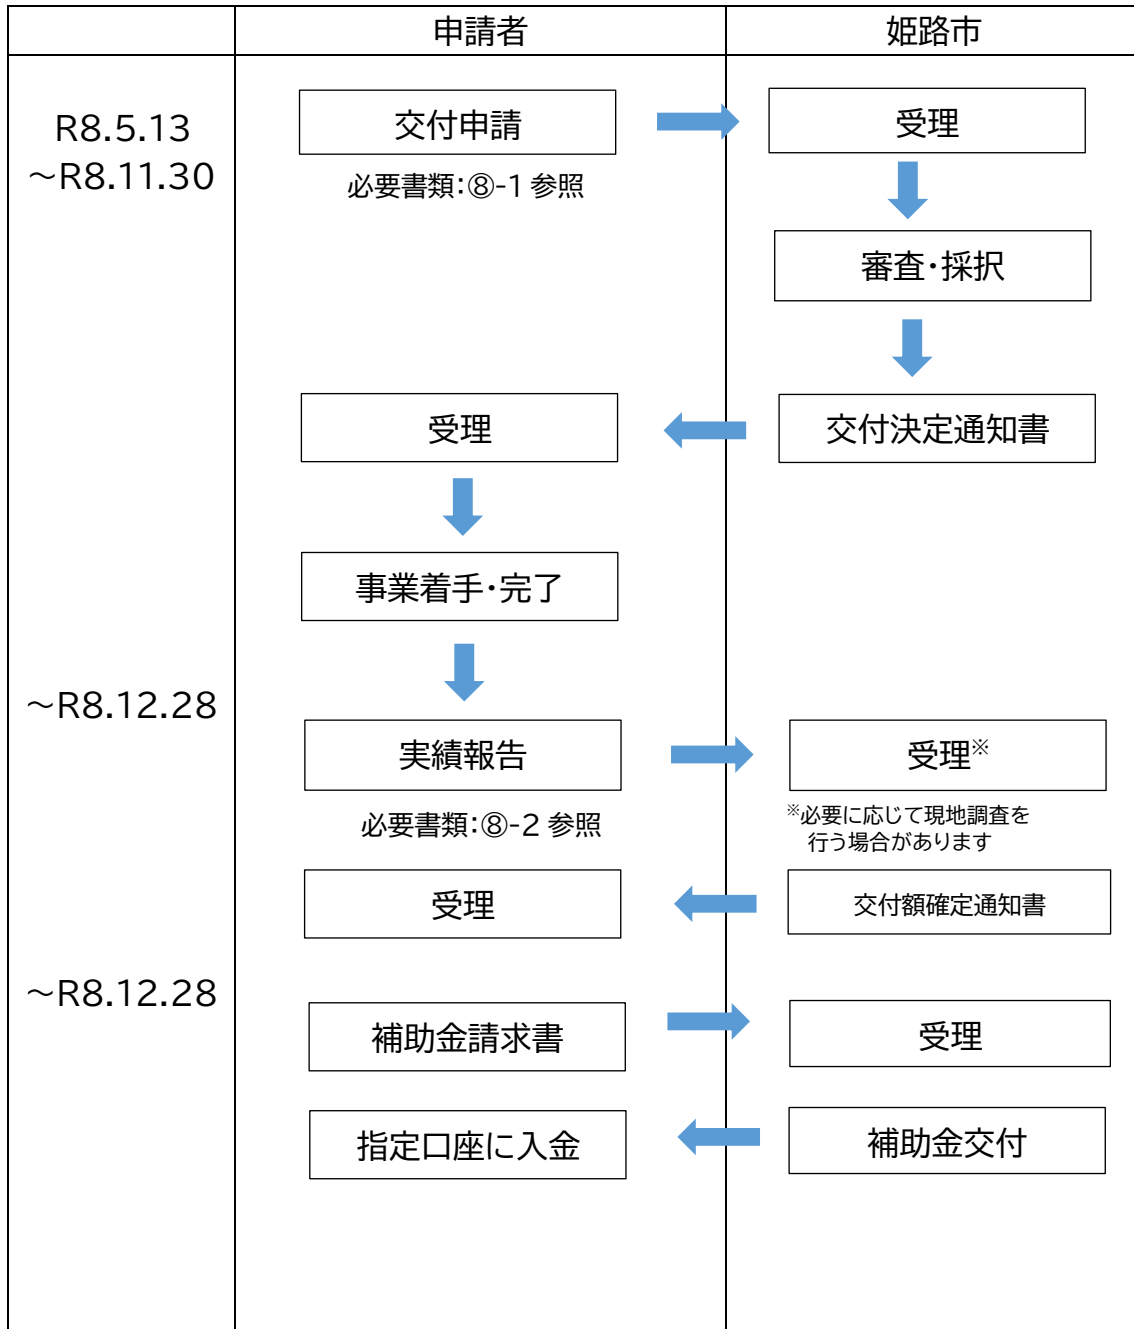 申請者
姫路市
R8.5.13
～R8.11.30
交付申請
受理
必要書類：⑧-1 参照
審査・採択
受理
交付決定通知書
事業着手・完了
～R8.12.28
実績報告
受理※
必要書類：⑧-2 参照
※必要に応じて現地調査を
行う場合があります
受理
交付額確定通知書
～R8.12.28
補助金請求書
受理
指定口座に入金
補助金交付